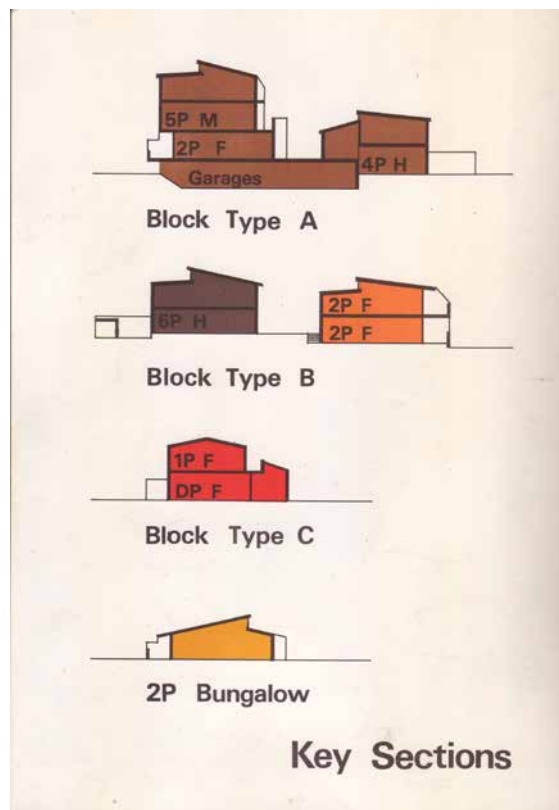 5P M
2P F
4P H
Garages
Block Type A
6P H
2P F
2P F
Block Type B
1P F
DP F
Block Type C
2P Bungalow
Key Sections